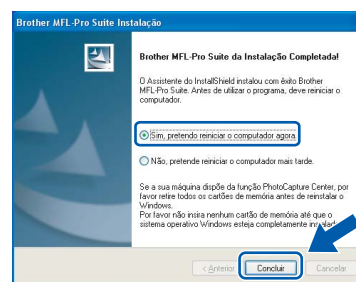 Brother MFL-Pro Suite Instalação
Brother MFL-Pro Suite da Instalação Completada!
O Assistente do InstallShield instalou com êxito Brother
MFL-Pro Suite. Antes de utilizar o programa, deve reiniciar o
computador.
Sim, pretendo reiniciar o computador agora.
Não, pretende reiniciar o computador mais tarde.
Se a sua máquina dispõe da função PhotoCapture Center, por
favor retire todos os cartões de memória antes de reinstalar o
Windows.
Por favor não insira nenhum cartão de memória até que o
sistema operativo Windows esteja completamente
< Anterior
Concluir
Cancelar